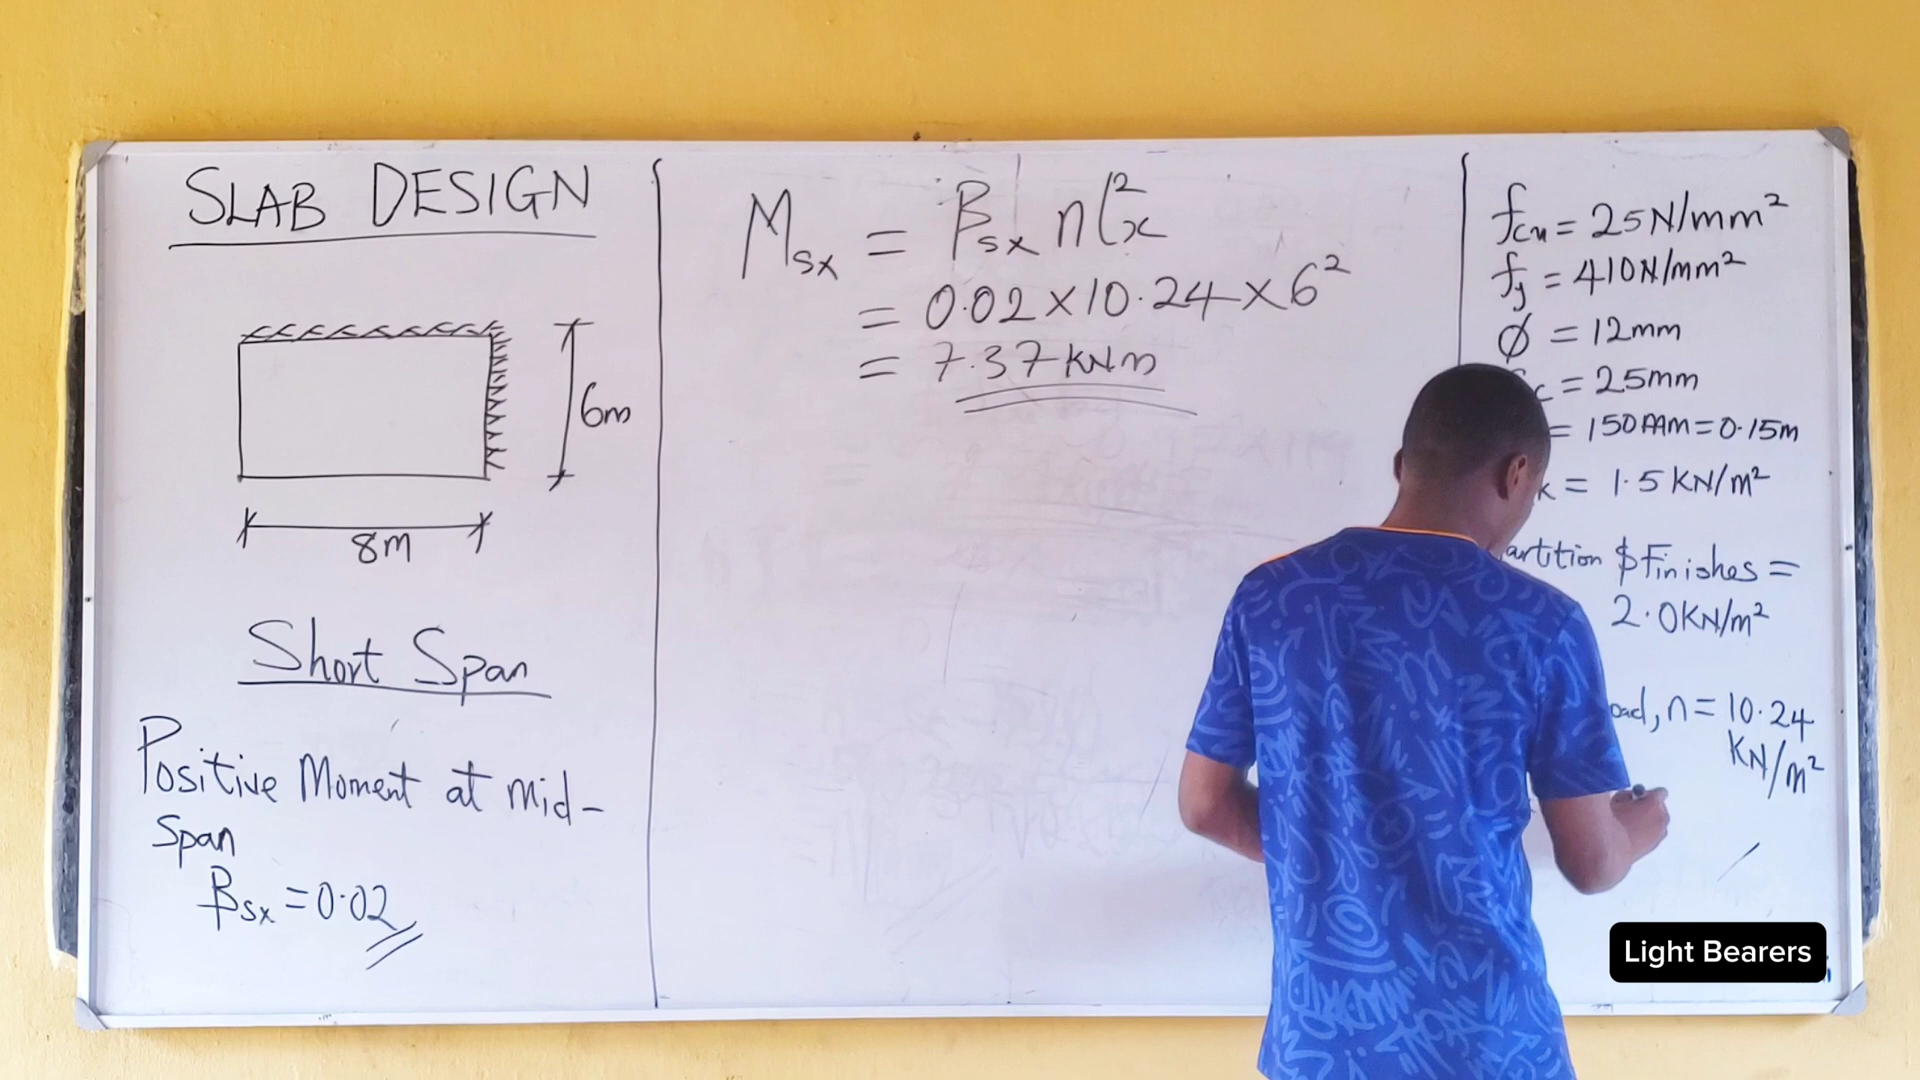 SLAB DESIGN
6m
8m
Short Span
Positive Moment at mid-
span
βsx = 0.02
Msx = βsx nlx²
= 0.02 × 10.24 × 6²
= 7.37 kNm
fcu = 25N/mm²
fy = 410N/mm²
φ = 12mm
c = 25mm
= 150mm = 0.15m
k = 1.5 KN/m²
artition & Finishes =
2.0KN/m²
oad, n = 10.24
KN/m²
Light Bearers